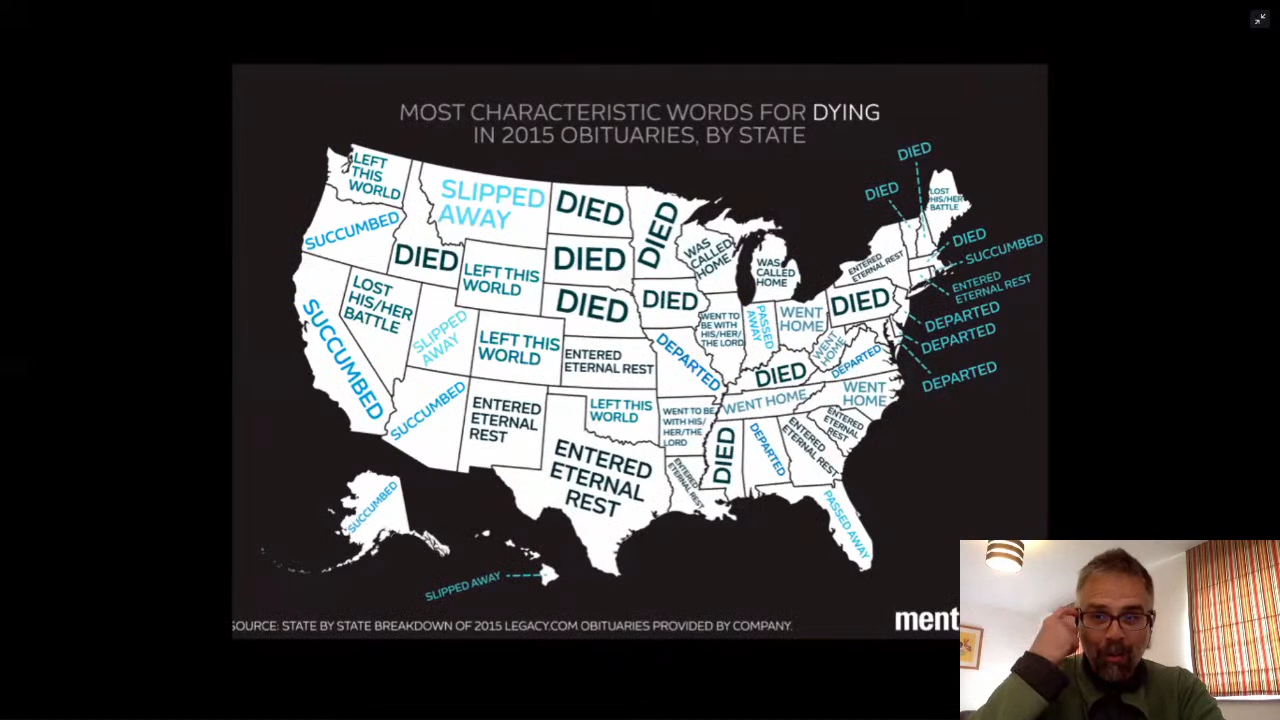 MOST CHARACTERISTIC WORDS FOR DYING
IN 2015 OBITUARIES, BY STATE
LEFT
THIS
WORLD
SUCCUMBED
SUCCUMBED
LOST
HIS/HER
BATTLE
DIED
SLIPPED
AWAY
LEFT THIS
WORLD
SLIPPED
AWAY
SUCCUMBED
LEFT THIS
WORLD
ENTERED
ETERNAL
REST
DIED
DIED
DIED
ENTERED
ETERNAL REST
LEFT THIS
WORLD
ENTERED
ETERNAL
REST
DIED
DIED
DEPARTED
WENT TO BE
WITH HIS/
HER/THE
LORD
ENTERED
ETERNAL REST
WAS
CALLED
HOME
WENT TO
BE WITH
HIS/HER/
THE LORD
WAS
CALLED
HOME
PASSED
AWAY
WENT
HOME
DIED
WENT HOME
DIED
DEPARTED
ENTERED
ETERNAL REST
PASSED AWAY
ENTERED
ETERNAL
REST
WENT
HOME
DEPARTED
WENT
HOME
DIED
ENTERED
ETERNAL REST
DIED
DIED
LOST
HIS/HER
BATTLE
DIED
SUCCUMBED
ENTERED
ETERNAL REST
DEPARTED
DEPARTED
DEPARTED
SUCCUMBED
SLIPPED AWAY
SOURCE: STATE BY STATE BREAKDOWN OF 2015 LEGACY.COM OBITUARIES PROVIDED BY COMPANY.
ment